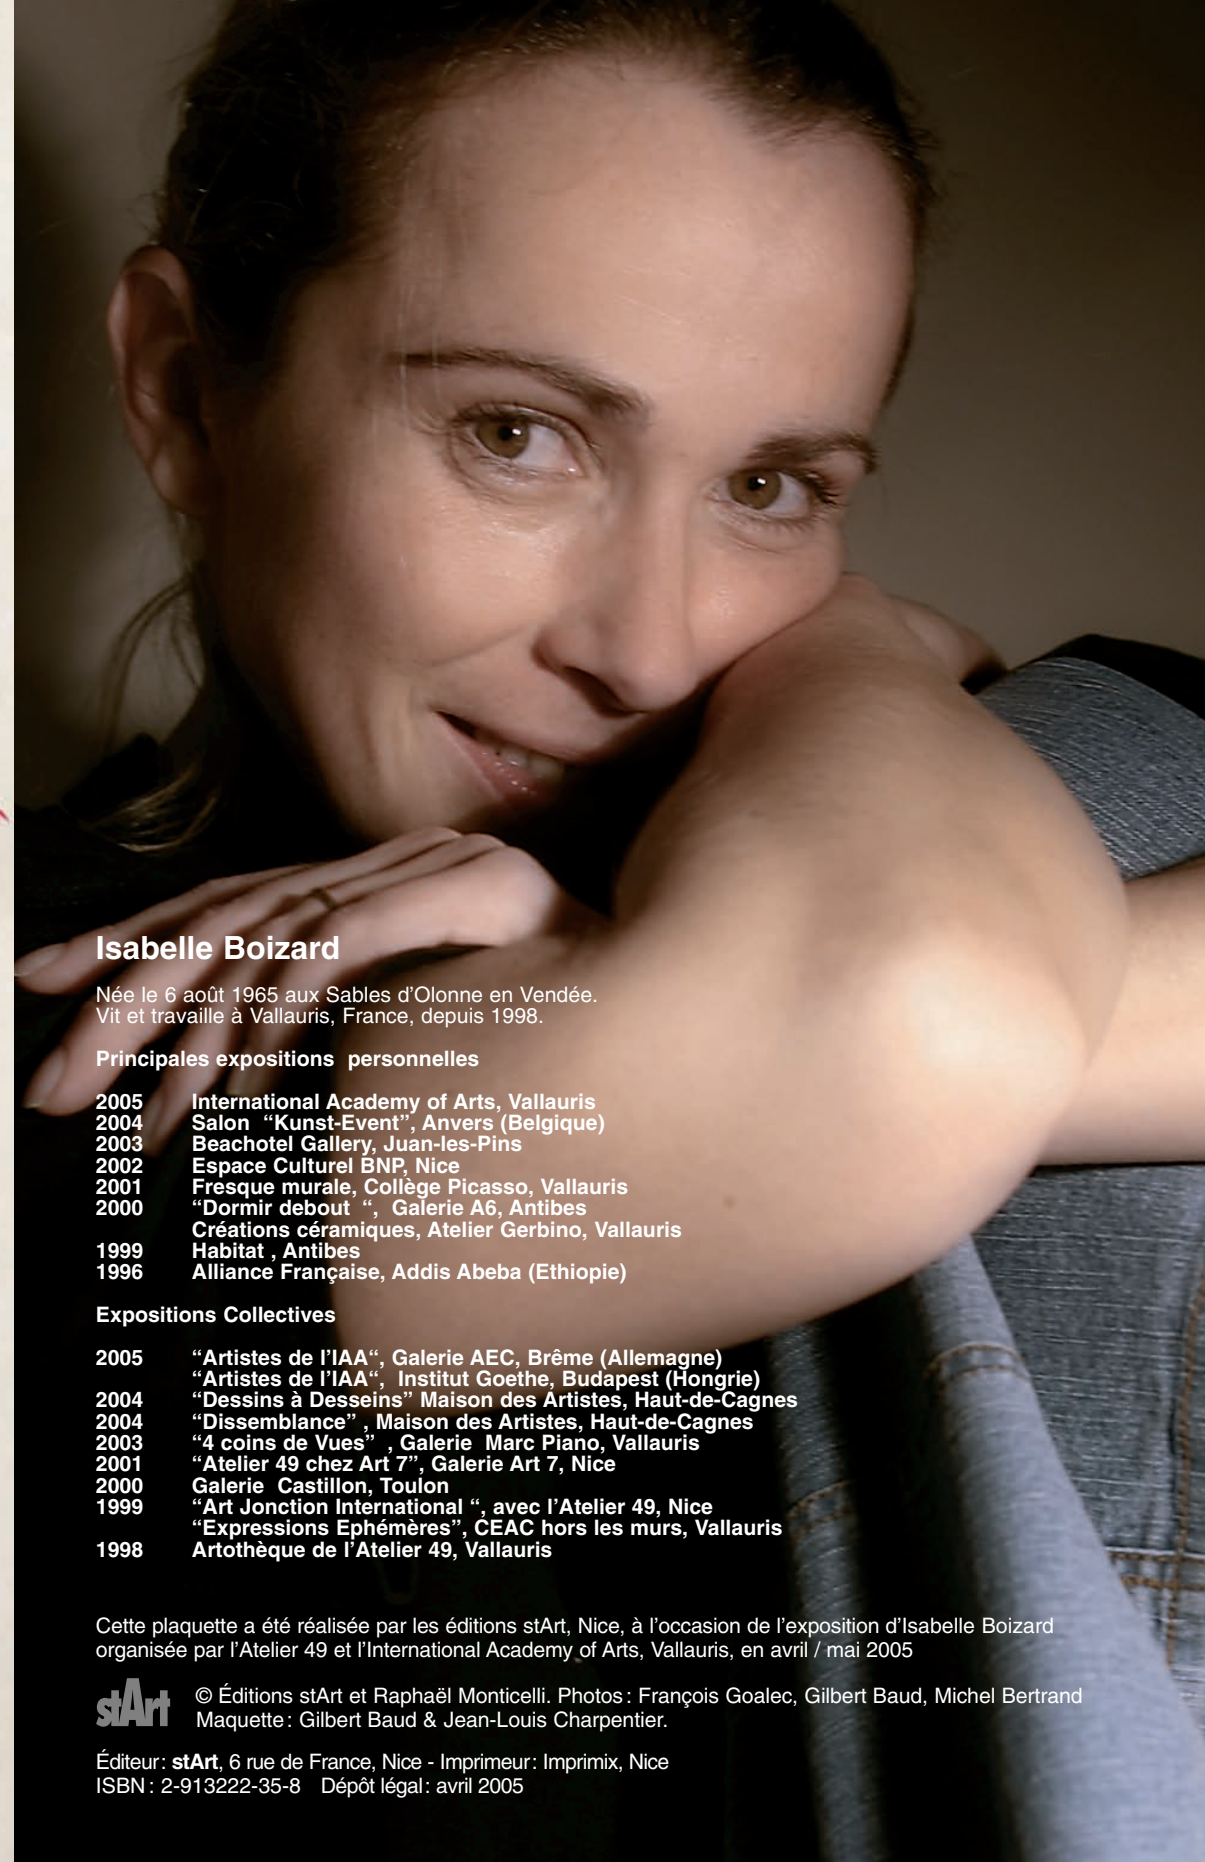 Isabelle Boizard
Née le 6 août 1965 aux Sables d’Olonne en Vendée.
Vit et travaille à Vallauris, France, depuis 1998.
Principales expositions  personnelles
2005 International Academy of Arts, Vallauris
2004 Salon  “Kunst-Event”, Anvers (Belgique)
2003 Beachotel Gallery, Juan-les-Pins
2002 Espace Culturel BNP, Nice
2001 Fresque murale, Collège Picasso, Vallauris
2000 “Dormir debout  “,  Galerie A6, Antibes
Créations céramiques, Atelier Gerbino, Vallauris
1999 Habitat , Antibes
1996 Alliance Française, Addis Abeba (Ethiopie)
Expositions Collectives
2005 “Artistes de l’IAA“, Galerie AEC, Brême (Allemagne)
“Artistes de l’IAA“,  Institut Goethe, Budapest (Hongrie)
2004 “Dessins à Desseins” Maison des Artistes, Haut-de-Cagnes
2004 “Dissemblance” , Maison des Artistes, Haut-de-Cagnes
2003 “4 coins de Vues”  , Galerie  Marc Piano, Vallauris
2001 “Atelier 49 chez Art 7”, Galerie Art 7, Nice
2000 Galerie  Castillon, Toulon
1999 “Art Jonction International “, avec l’Atelier 49, Nice
“Expressions Ephémères”, CEAC hors les murs, Vallauris
1998 Artothèque de l’Atelier 49, Vallauris
Cette plaquette a été réalisée par les éditions stArt, Nice, à l’occasion de l’exposition d’Isabelle Boizard
organisée par l’Atelier 49 et l’International Academy of Arts, Vallauris, en avril / mai 2005
stArt
© Éditions stArt et Raphaël Monticelli. Photos : François Goalec, Gilbert Baud, Michel Bertrand
Maquette : Gilbert Baud & Jean-Louis Charpentier.
Éditeur : stArt, 6 rue de France, Nice - Imprimeur : Imprimix, Nice
ISBN : 2-913222-35-8   Dépôt légal : avril 2005